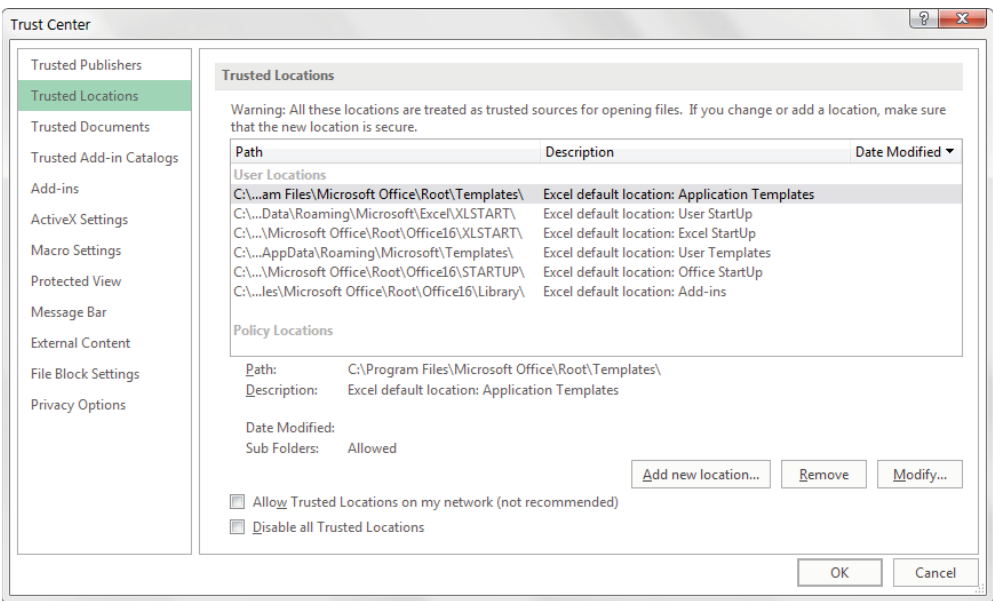 Trust Center
Trusted Publishers
Trusted Locations
Trusted Documents
Trusted Add-in Catalogs
Add-ins
ActiveX Settings
Macro Settings
Protected View
Message Bar
External Content
File Block Settings
Privacy Options
Trusted Locations
Warning: All these locations are treated as trusted sources for opening files. If you change or add a location, make sure
that the new location is secure.
Path Description Date Modified
User Locations
C:\...am Files\Microsoft Office\Root\Templates\ Excel default location: Application Templates
C:\...Data\Roaming\Microsoft\Excel\XLSTART\ Excel default location: User StartUp
C:\...\Microsoft Office\Root\Office16\XLSTART\ Excel default location: Excel StartUp
C:\...AppData\Roaming\Microsoft\Templates\ Excel default location: User Templates
C:\...\Microsoft Office\Root\Office16\STARTUP\ Excel default location: Office StartUp
C:\...les\Microsoft Office\Root\Office16\Library\ Excel default location: Add-ins
Policy Locations
Path: C:\Program Files\Microsoft Office\Root\Templates\
Description: Excel default location: Application Templates
Date Modified:
Sub Folders: Allowed
Add new location... Remove Modify...
Allow Trusted Locations on my network (not recommended)
Disable all Trusted Locations
OK Cancel